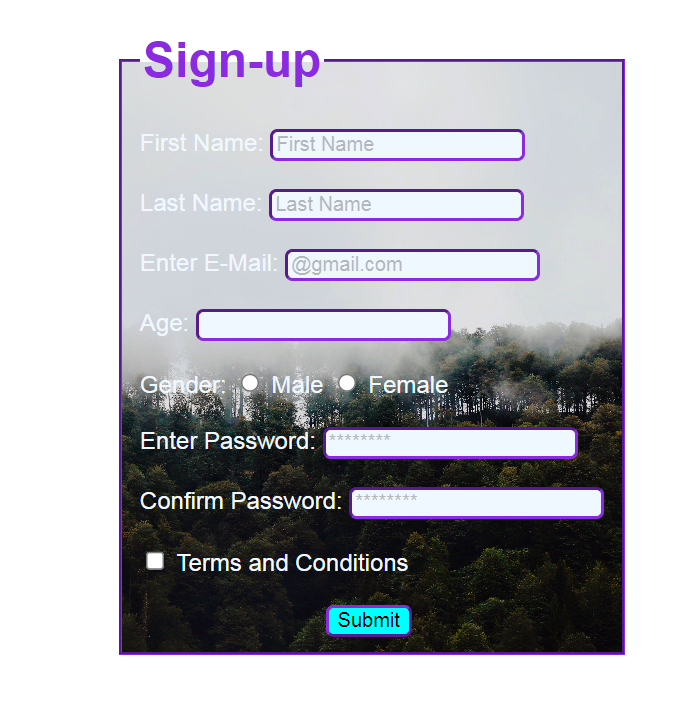 Sign-up
First Name: First Name
Last Name: Last Name
Enter E-Mail: @gmail.com
Age:
Gender: Male Female
Enter Password: ********
Confirm Password: ********
Terms and Conditions
Submit